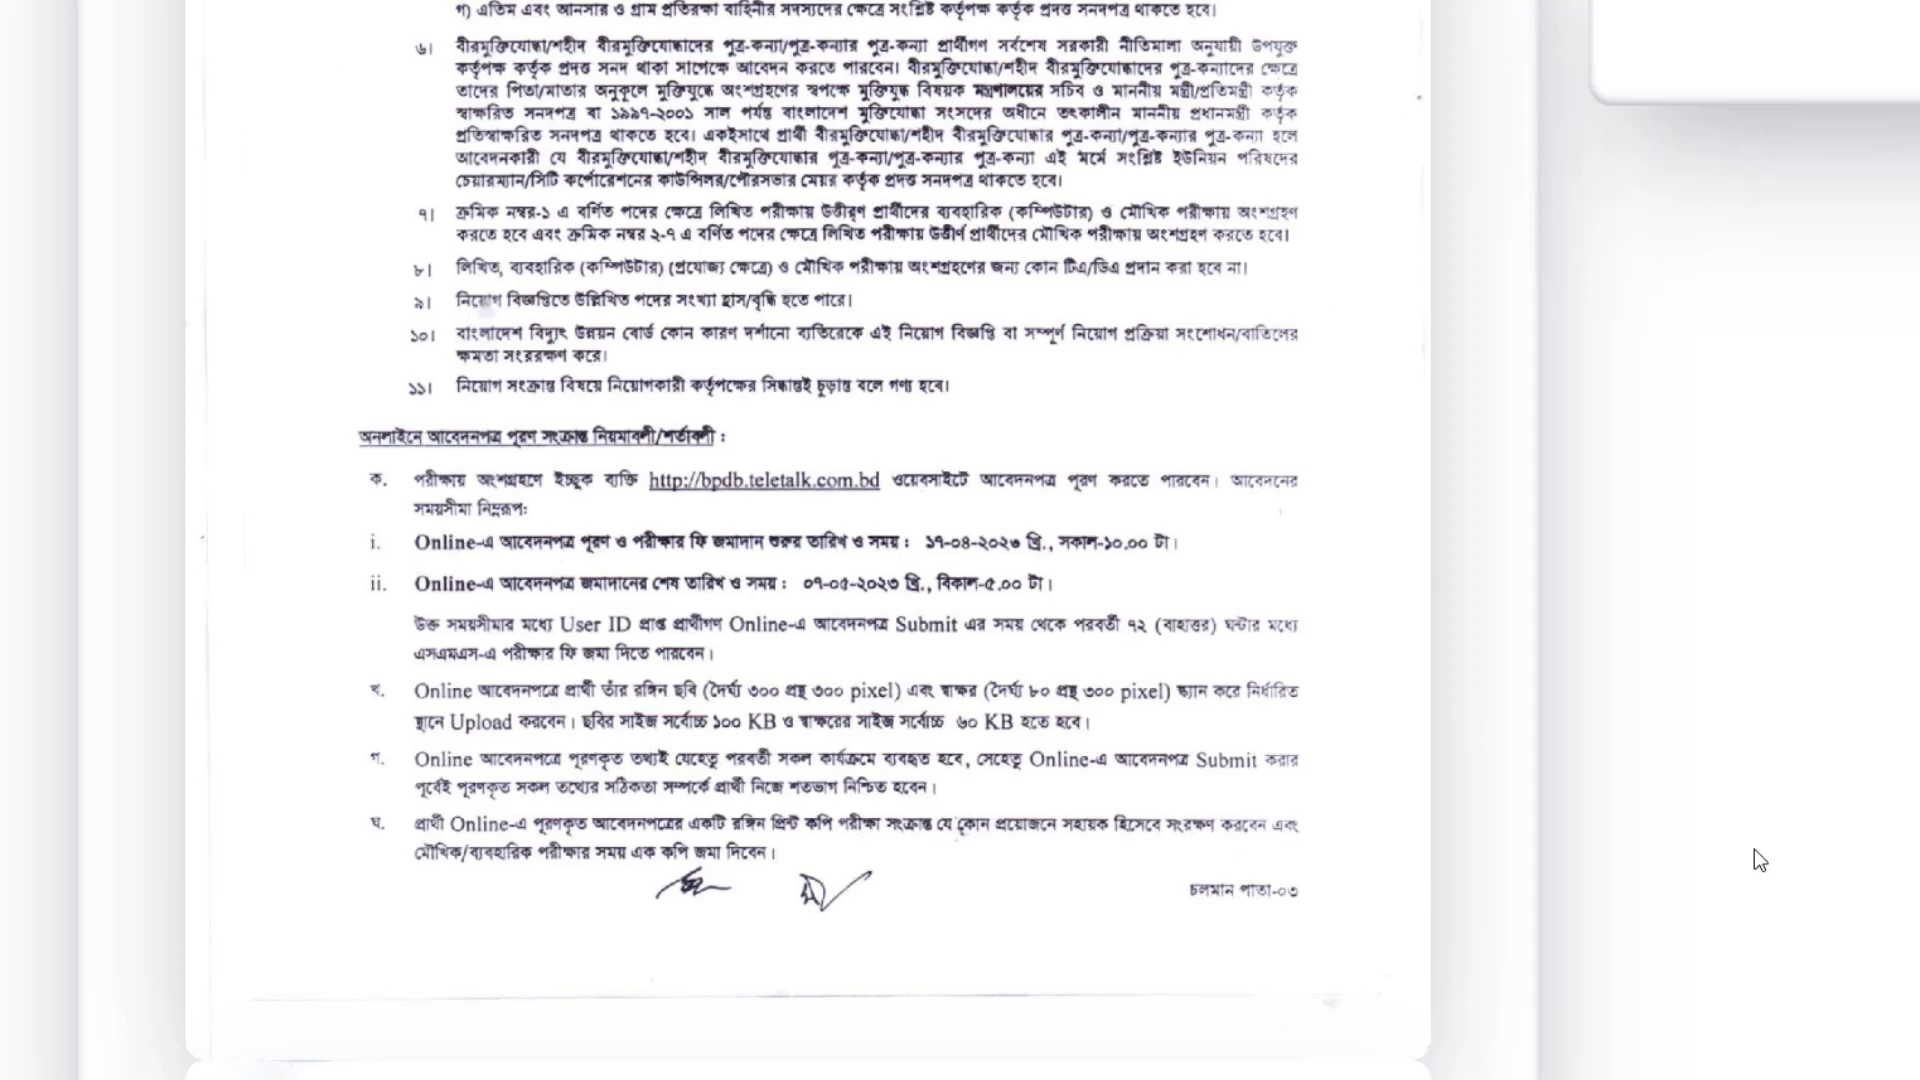 গ) এতিম এবং আনসার ও গ্রাম প্রতিরক্ষা বাহিনীর সদস্যদের ক্ষেত্রে সংশ্লিষ্ট কর্তৃপক্ষ কর্তৃক প্রদত্ত সনদপত্র থাকতে হবে।
৬। বীরমুক্তিযোদ্ধা/শহীদ বীরমুক্তিযোদ্ধাদের পুত্র-কন্যা/পুত্র-কন্যার পুত্র-কন্যা প্রার্থীগণ সর্বশেষ সরকারী নীতিমালা অনুযায়ী উপযুক্ত
কর্তৃপক্ষ কর্তৃক প্রদত্ত সনদ থাকা সাপেক্ষে আবেদন করতে পারবেন। বীরমুক্তিযোদ্ধা/শহীদ বীরমুক্তিযোদ্ধাদের পুত্র-কন্যাদের ক্ষেত্রে
তাদের পিতা/মাতার অনুকূলে মুক্তিযুদ্ধে অংশগ্রহণের স্বপক্ষে মুক্তিযুদ্ধ বিষয়ক মন্ত্রণালয়ের সচিব ও মাননীয় মন্ত্রী/প্রতিমন্ত্রী কর্তৃক
স্বাক্ষরিত সনদপত্র বা ১৯৯৭-২০০১ সাল পর্যন্ত বাংলাদেশ মুক্তিযোদ্ধা সংসদের অধীনে তৎকালীন মাননীয় প্রধানমন্ত্রী কর্তৃক
প্রতিস্বাক্ষরিত সনদপত্র থাকতে হবে। একইসাথে প্রার্থী বীরমুক্তিযোদ্ধা/শহীদ বীরমুক্তিযোদ্ধার পুত্র-কন্যা/পুত্র-কন্যার পুত্র-কন্যা হলে
আবেদনকারী যে বীরমুক্তিযোদ্ধা/শহীদ বীরমুক্তিযোদ্ধার পুত্র-কন্যা/পুত্র-কন্যার পুত্র-কন্যা এই মর্মে সংশ্লিষ্ট ইউনিয়ন পরিষদের
চেয়ারম্যান/সিটি কর্পোরেশনের কাউন্সিলর/পৌরসভার মেয়র কর্তৃক প্রদত্ত সনদপত্র থাকতে হবে।
৭। ক্রমিক নম্বর-১ এ বর্ণিত পদের ক্ষেত্রে লিখিত পরীক্ষায় উত্তীর্ণ প্রার্থীদের ব্যবহারিক (কম্পিউটার) ও মৌখিক পরীক্ষায় অংশগ্রহণ
করতে হবে এবং ক্রমিক নম্বর ২-৭ এ বর্ণিত পদের ক্ষেত্রে লিখিত পরীক্ষায় উত্তীর্ণ প্রার্থীদের মৌখিক পরীক্ষায় অংশগ্রহণ করতে হবে।
৮। লিখিত, ব্যবহারিক (কম্পিউটার) (প্রযোজ্য ক্ষেত্রে) ও মৌখিক পরীক্ষায় অংশগ্রহণের জন্য কোন টিএ/ডিএ প্রদান করা হবে না।
৯। নিয়োগ বিজ্ঞপ্তিতে উল্লিখিত পদের সংখ্যা হ্রাস/বৃদ্ধি হতে পারে।
১০। বাংলাদেশ বিদ্যুৎ উন্নয়ন বোর্ড কোন কারণ দর্শানো ব্যতিরেকে এই নিয়োগ বিজ্ঞপ্তি বা সম্পূর্ণ নিয়োগ প্রক্রিয়া সংশোধন/বাতিলের
ক্ষমতা সংররক্ষণ করে।
১১। নিয়োগ সংক্রান্ত বিষয়ে নিয়োগকারী কর্তৃপক্ষের সিদ্ধান্তই চূড়ান্ত বলে গণ্য হবে।
অনলাইনে আবেদনপত্র পূরণ সংক্রান্ত নিয়মাবলী/শর্তাবলী :
ক. পরীক্ষায় অংশগ্রহণে ইচ্ছুক ব্যক্তি http://bpdb.teletalk.com.bd ওয়েবসাইটে আবেদনপত্র পূরণ করতে পারবেন। আবেদনের
সময়সীমা নিম্নরূপঃ
i. Online-এ আবেদনপত্র পূরণ ও পরীক্ষার ফি জমাদান শুরুর তারিখ ও সময় : ১৭-০৪-২০২৩ খ্রি., সকাল-১০.০০ টা।
ii. Online-এ আবেদনপত্র জমাদানের শেষ তারিখ ও সময় : ০৭-০৫-২০২৩ খ্রি., বিকাল-৫.০০ টা।
উক্ত সময়সীমার মধ্যে User ID প্রাপ্ত প্রার্থীগণ Online-এ আবেদনপত্র Submit এর সময় থেকে পরবর্তী ৭২ (বাহাত্তর) ঘন্টার মধ্যে
এসএমএস-এ পরীক্ষার ফি জমা দিতে পারবেন।
খ. Online আবেদনপত্রে প্রার্থী তাঁর রঙ্গিন ছবি (দৈর্ঘ্য ৩০০ প্রস্থ ৩০০ pixel) এবং স্বাক্ষর (দৈর্ঘ্য ৮০ প্রস্থ ৩০০ pixel) স্ক্যান করে নির্ধারিত
স্থানে Upload করবেন। ছবির সাইজ সর্বোচ্চ ১০০ KB ও স্বাক্ষরের সাইজ সর্বোচ্চ ৬০ KB হতে হবে।
গ. Online আবেদনপত্রে পূরণকৃত তথ্যই যেহেতু পরবর্তী সকল কার্যক্রমে ব্যবহৃত হবে, সেহেতু Online-এ আবেদনপত্র Submit করার
পূর্বেই পূরণকৃত সকল তথ্যের সঠিকতা সম্পর্কে প্রার্থী নিজে শতভাগ নিশ্চিত হবেন।
ঘ. প্রার্থী Online-এ পূরণকৃত আবেদনপত্রের একটি রঙ্গিন প্রিন্ট কপি পরীক্ষা সংক্রান্ত যে কোন প্রয়োজনে সহায়ক হিসেবে সংরক্ষণ করবেন এবং
মৌখিক/ব্যবহারিক পরীক্ষার সময় এক কপি জমা দিবেন।
চলমান পাতা-০৩